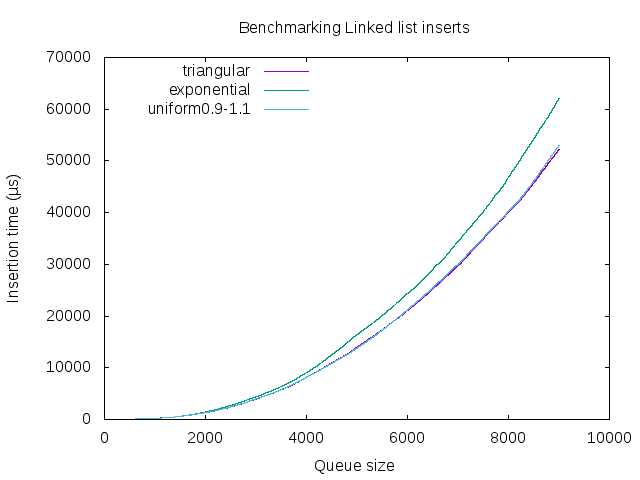 Benchmarking Linked list inserts
70000
60000
50000
40000
30000
20000
10000
0
Insertion time (µs)
triangular
exponential
uniform0.9-1.1
0 2000 4000 6000 8000 10000
Queue size